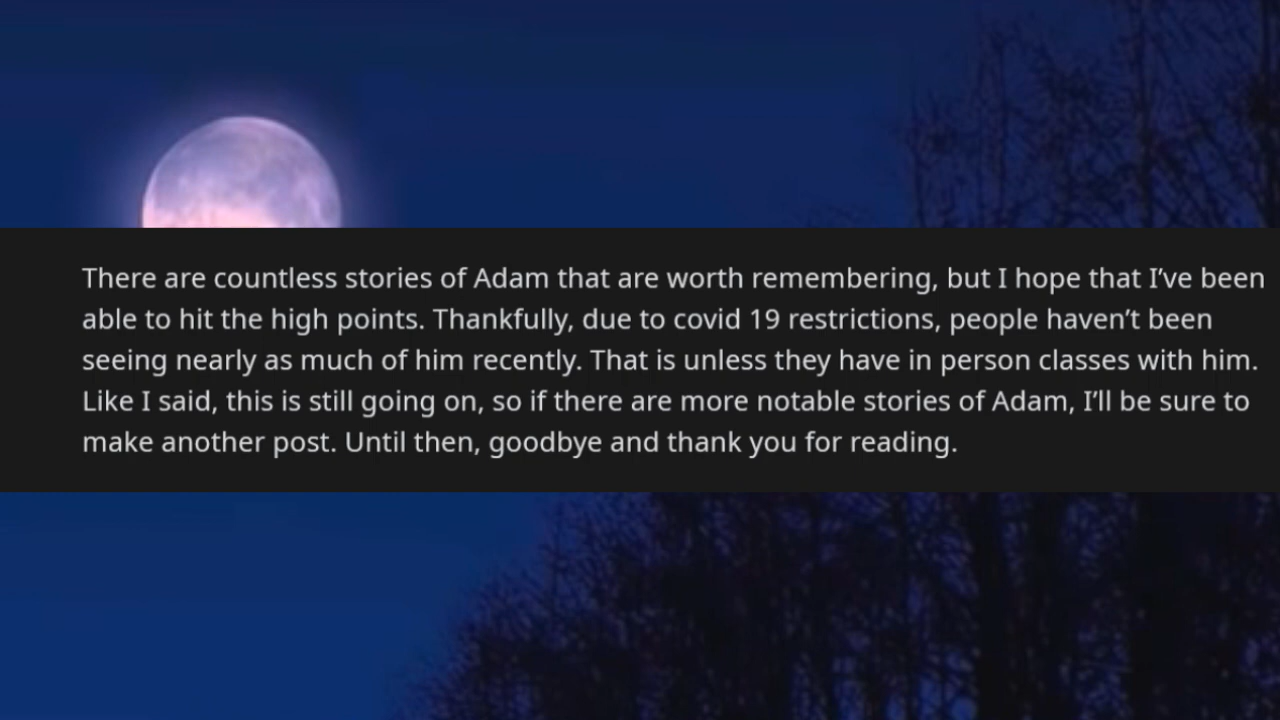 There are countless stories of Adam that are worth remembering, but I hope that I’ve been
able to hit the high points. Thankfully, due to covid 19 restrictions, people haven’t been
seeing nearly as much of him recently. That is unless they have in person classes with him.
Like I said, this is still going on, so if there are more notable stories of Adam, I’ll be sure to
make another post. Until then, goodbye and thank you for reading.